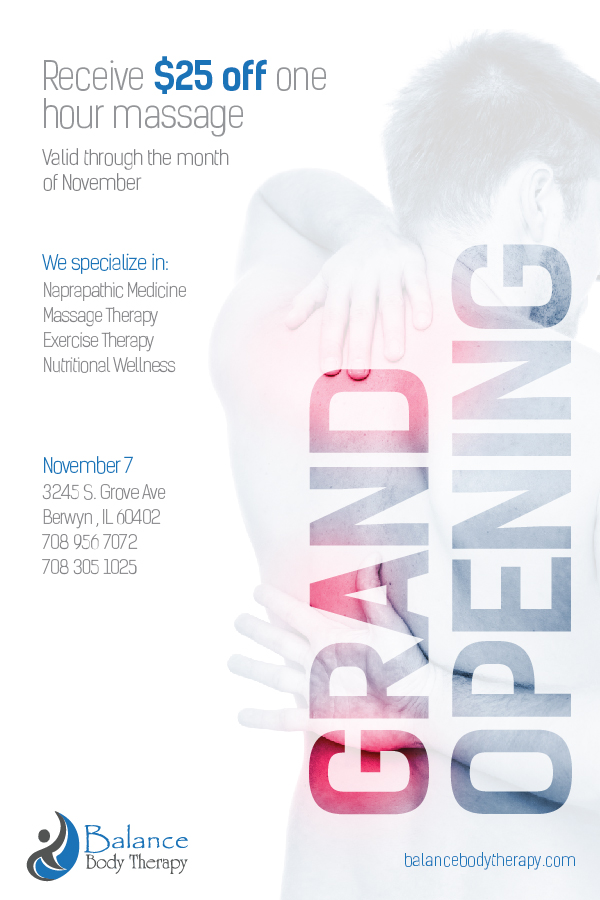 Receive $25 off one
hour massage
Valid through the month
of November
We specialize in:
Naprapathic Medicine
Massage Therapy
Exercise Therapy
Nutritional Wellness
November 7
3245 S. Grove Ave
Berwyn , IL 60402
708 956 7072
708 305 1025
GRAND
OPENING
Balance
Body Therapy
balancebodytherapy.com